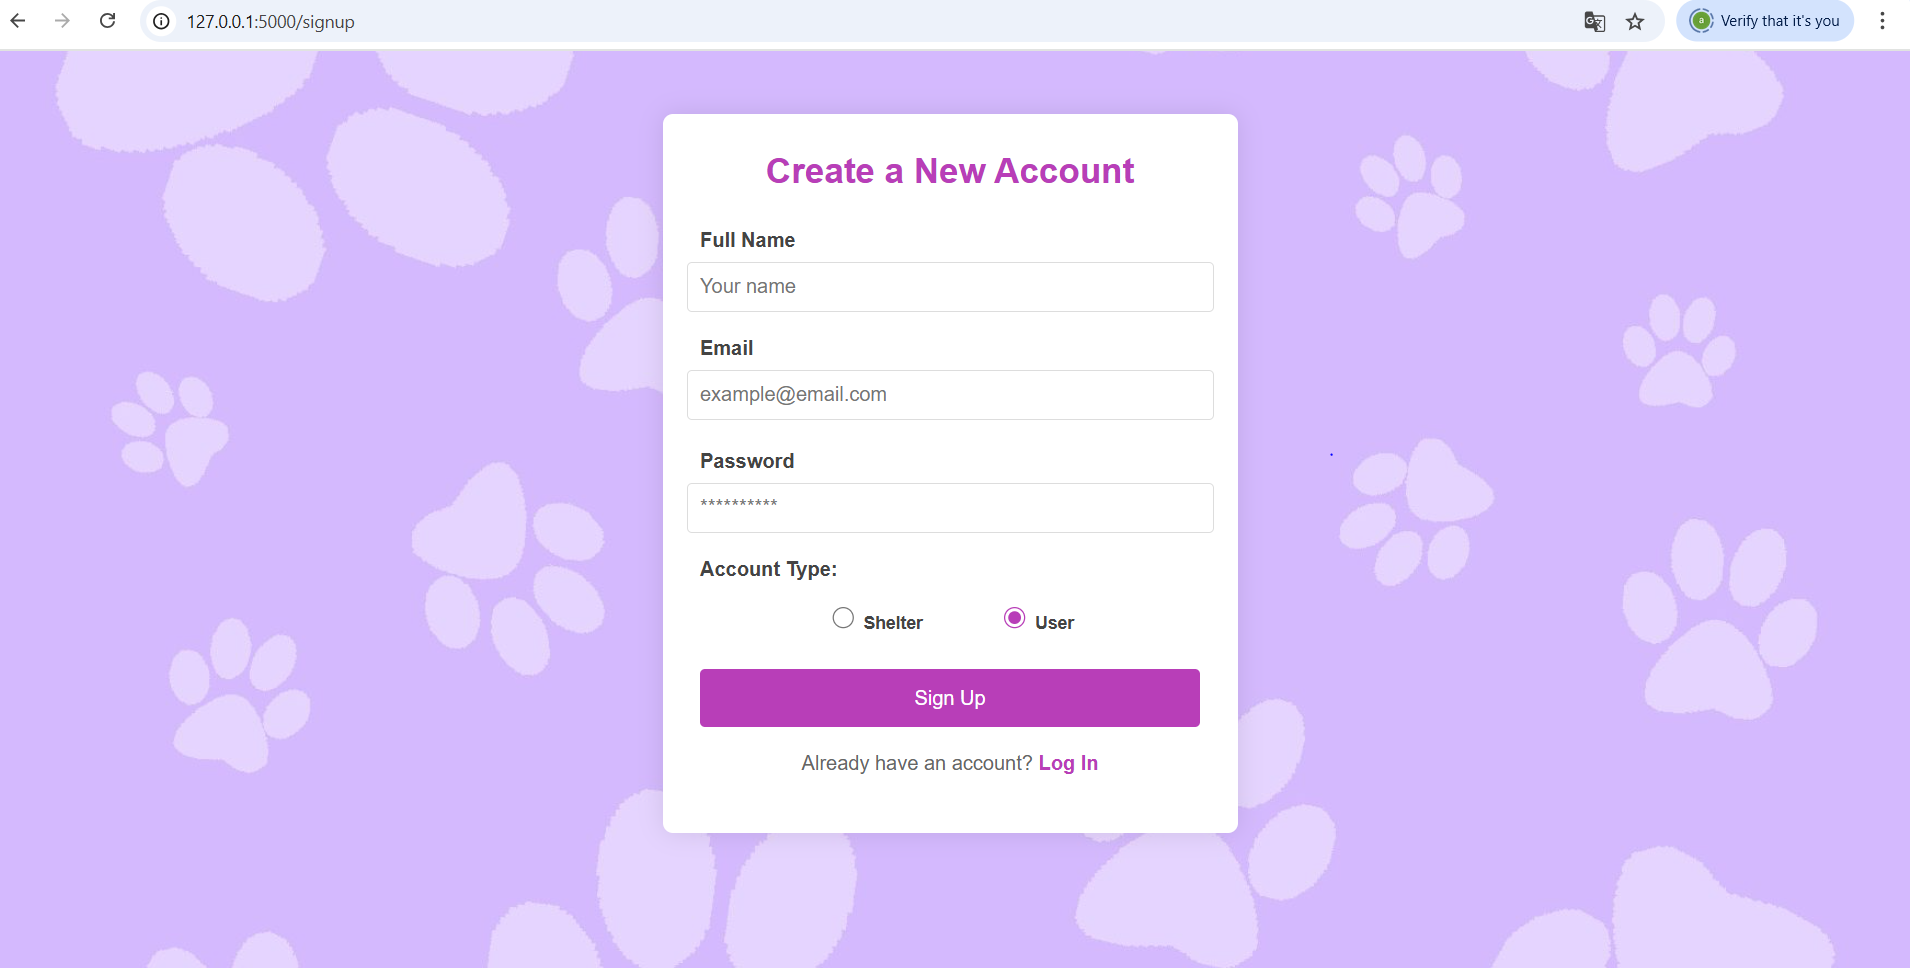 127.0.0.1:5000/signup
a Verify that it's you
Create a New Account
Full Name
Your name
Email
example@email.com
Password
**********
Account Type:
Shelter User
Sign Up
Already have an account? Log In